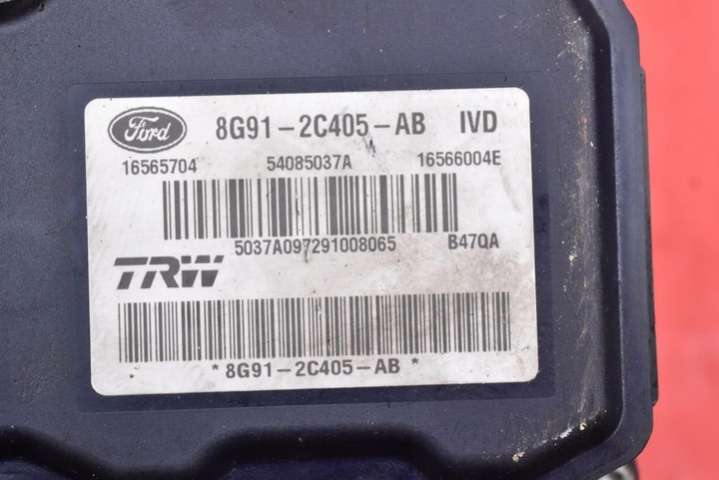 Ford 8G91-2C405-AB IVD
16565704 54085037A 16566004E
5037A097291008065 B47QA
TRW
*8G91-2C405-AB*